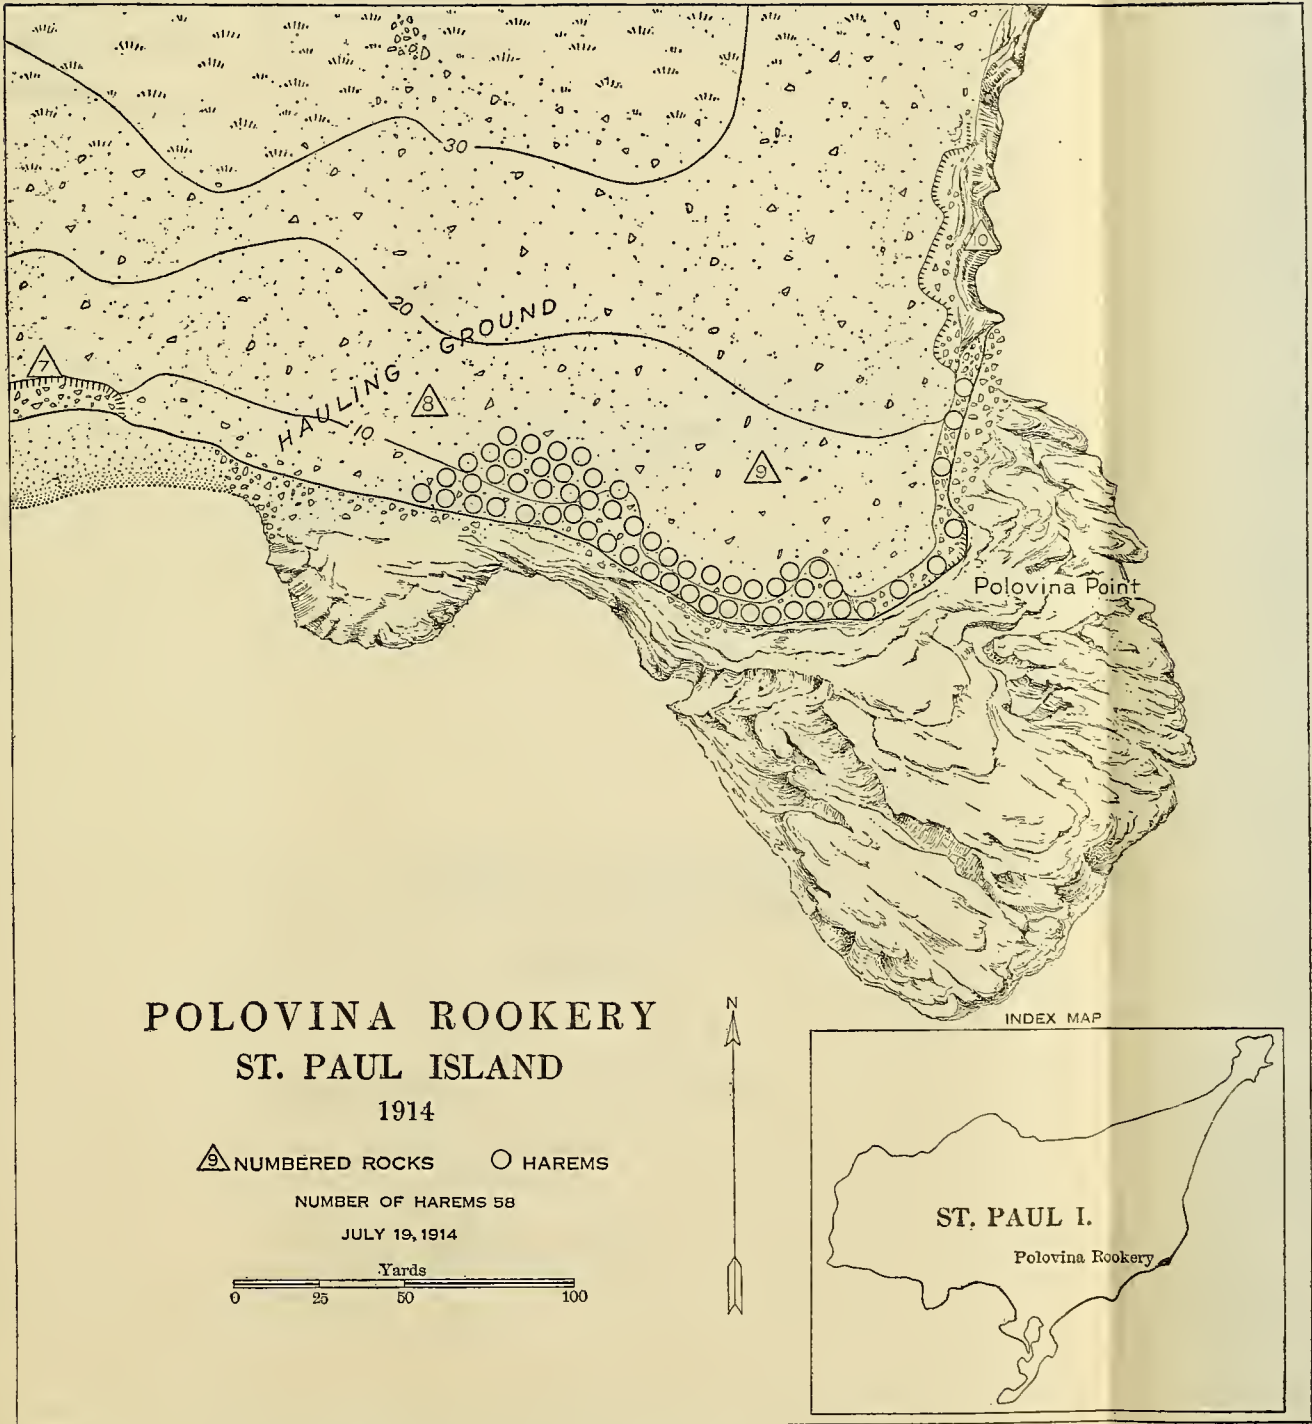 30
20
HAULING GROUND
7
8
10
9
0
Polovina Point
POLOVINA ROOKERY
ST. PAUL ISLAND
1914
9 NUMBERED ROCKS ○ HAREMS
NUMBER OF HAREMS 58
JULY 19, 1914
Yards
0 25 50 100
N
INDEX MAP
ST. PAUL I.
Polovina Rookery